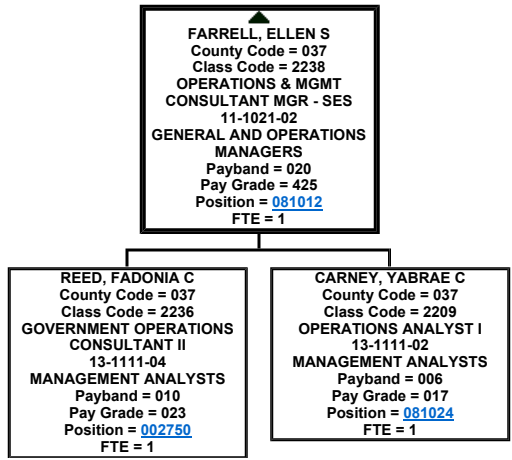 FARRELL, ELLEN S
County Code = 037
Class Code = 2238
OPERATIONS & MGMT
CONSULTANT MGR - SES
11-1021-02
GENERAL AND OPERATIONS
MANAGERS
Payband = 020
Pay Grade = 425
Position = 081012
FTE = 1
REED, FADONIA C
County Code = 037
Class Code = 2236
GOVERNMENT OPERATIONS
CONSULTANT II
13-1111-04
MANAGEMENT ANALYSTS
Payband = 010
Pay Grade = 023
Position = 002750
FTE = 1
CARNEY, YABRAE C
County Code = 037
Class Code = 2209
OPERATIONS ANALYST I
13-1111-02
MANAGEMENT ANALYSTS
Payband = 006
Pay Grade = 017
Position = 081024
FTE = 1